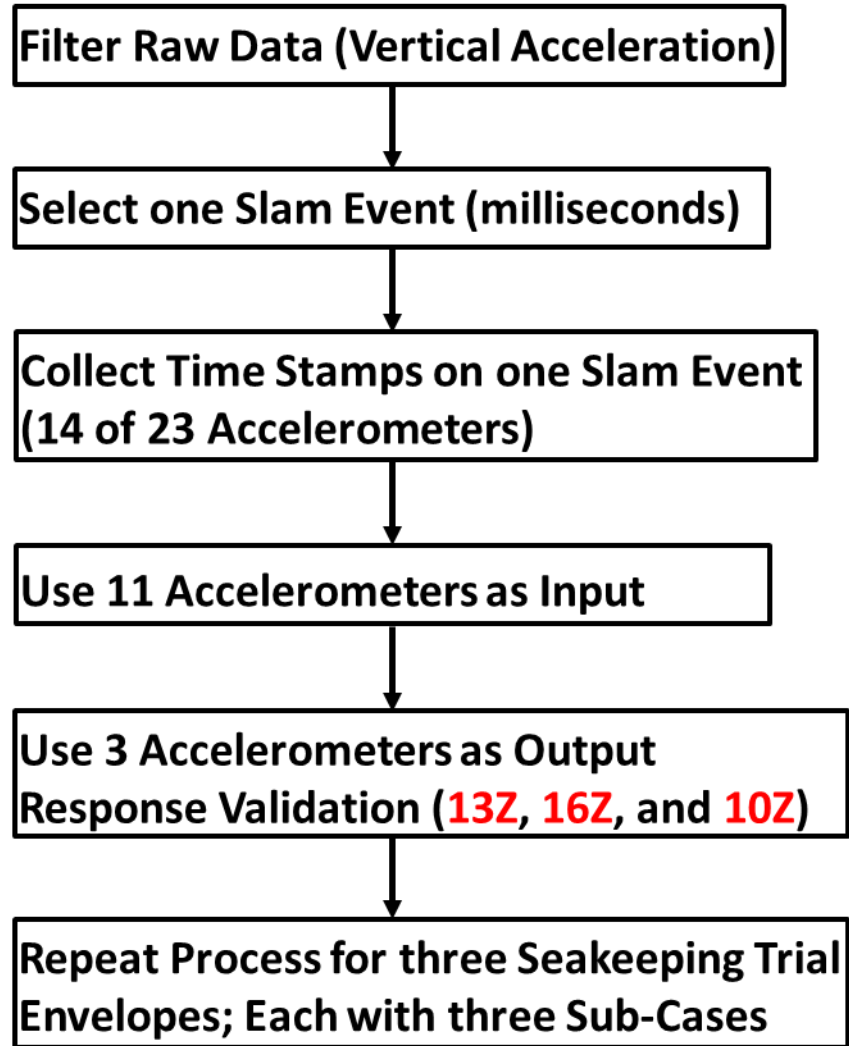 Filter Raw Data (Vertical Acceleration)
Select one Slam Event (milliseconds)
Collect Time Stamps on one Slam Event
(14 of 23 Accelerometers)
Use 11 Accelerometers as Input
Use 3 Accelerometers as Output
Response Validation (13Z, 16Z, and 10Z)
Repeat Process for three Seakeeping Trial
Envelopes; Each with three Sub-Cases